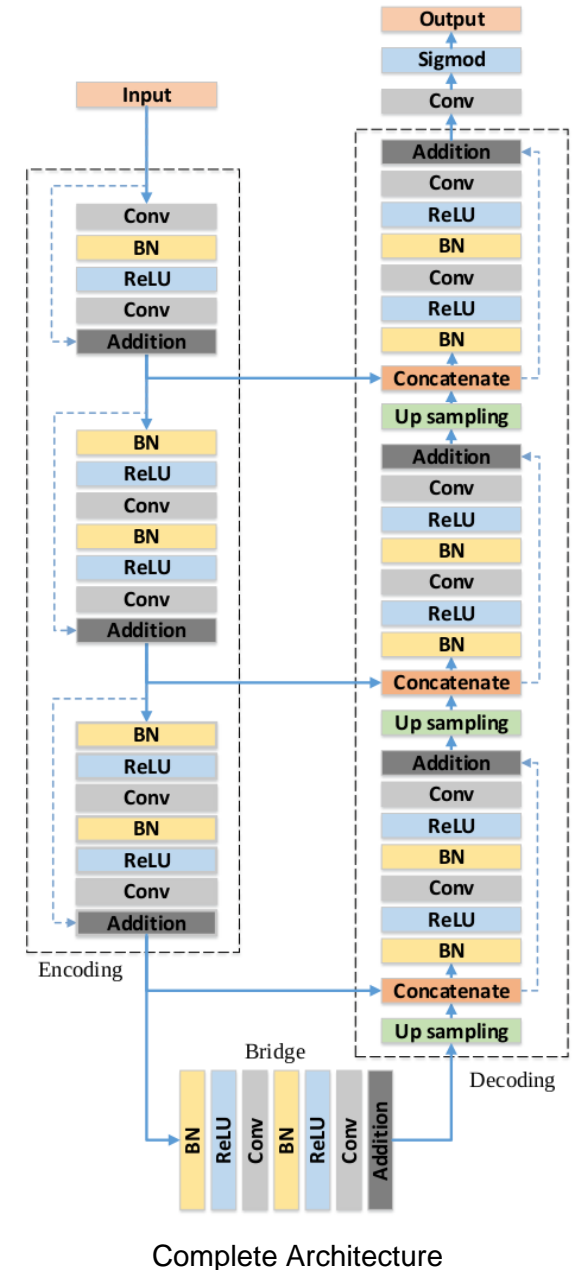 Input
Conv
BN
ReLU
Conv
Addition
BN
ReLU
Conv
BN
ReLU
Conv
Addition
BN
ReLU
Conv
BN
ReLU
Conv
Addition
Encoding
Bridge
BN
ReLU
Conv
BN
ReLU
Conv
Addition
Output
Sigmod
Conv
Addition
Conv
ReLU
BN
Conv
ReLU
BN
Concatenate
Up sampling
Addition
Conv
ReLU
BN
Conv
ReLU
BN
Concatenate
Up sampling
Addition
Conv
ReLU
BN
Conv
ReLU
BN
Concatenate
Up sampling
Decoding
Complete Architecture